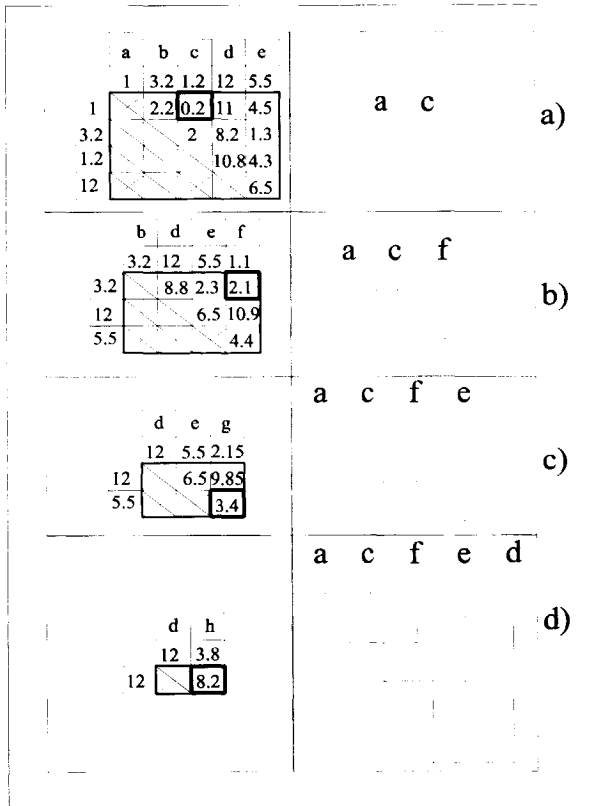 a b c d e
1 3.2 1.2 12 5.5
1 2.2 0.2 11 4.5
3.2 2 8.2 1.3
1.2 10.8 4.3
12 6.5
a c
a)
b d e f
3.2 12 5.5 1.1
3.2 8.8 2.3 2.1
12 6.5 10.9
5.5 4.4
a c f
b)
d e g
12 5.5 2.15
12 6.5 9.85
5.5 3.4
a c f e
c)
d h
12 3.8
12 8.2
a c f e d
d)